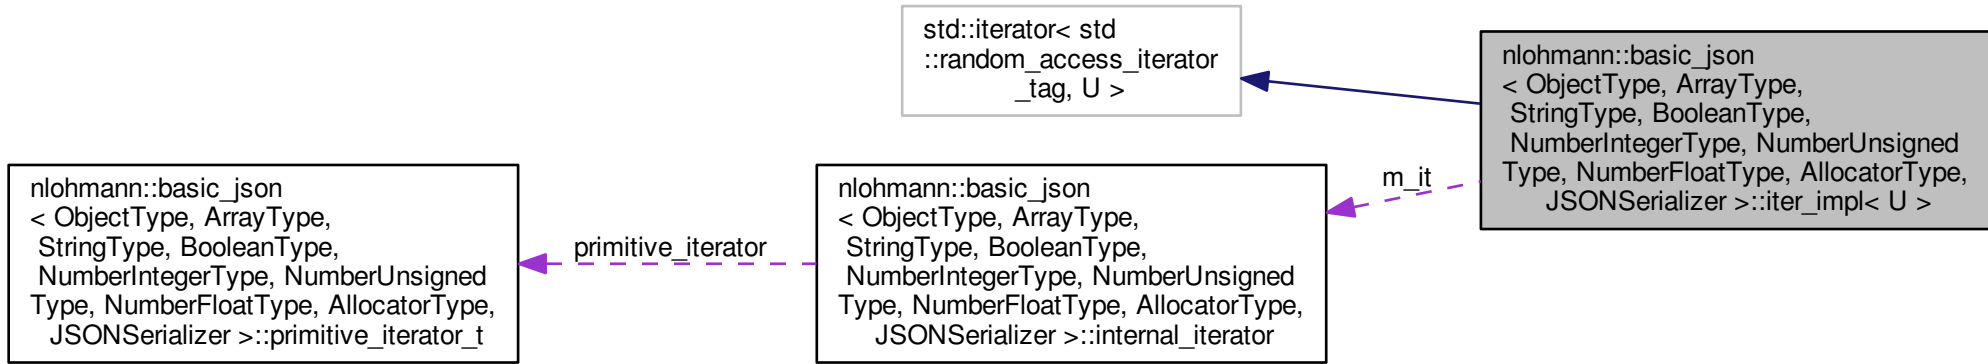 std::iterator< std
::random_access_iterator
_tag, U >
nlohmann::basic_json
< ObjectType, ArrayType,
StringType, BooleanType,
NumberIntegerType, NumberUnsigned
Type, NumberFloatType, AllocatorType,
JSONSerializer >::iter_impl< U >
m_it
nlohmann::basic_json
< ObjectType, ArrayType,
StringType, BooleanType,
NumberIntegerType, NumberUnsigned
Type, NumberFloatType, AllocatorType,
JSONSerializer >::primitive_iterator_t
primitive_iterator
nlohmann::basic_json
< ObjectType, ArrayType,
StringType, BooleanType,
NumberIntegerType, NumberUnsigned
Type, NumberFloatType, AllocatorType,
JSONSerializer >::internal_iterator